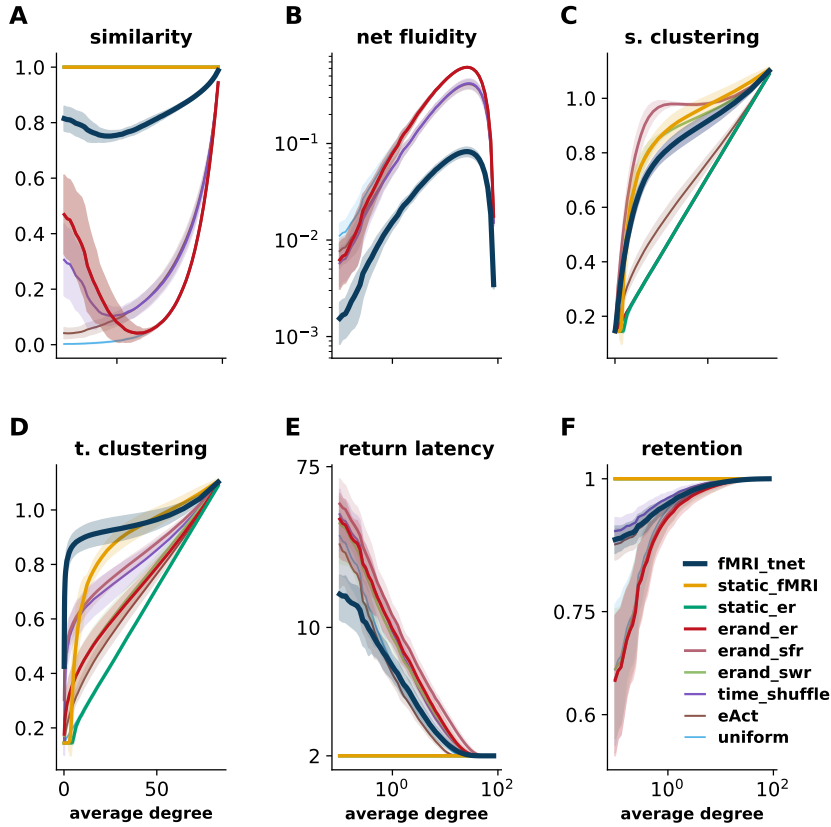 A
similarity
1.0
0.8
0.6
0.4
0.2
0.0
B
net fluidity
10⁻¹
10⁻²
10⁻³
C
s. clustering
1.0
0.8
0.6
0.4
0.2
D
t. clustering
1.0
0.8
0.6
0.4
0.2
0
50
average degree
E
return latency
75
10
2
10⁰
10²
average degree
F
retention
1
0.75
0.6
10⁰
10²
average degree
fMRI_tnet
static_fMRI
static_er
erand_er
erand_sfr
erand_swr
time_shuffle
eAct
uniform